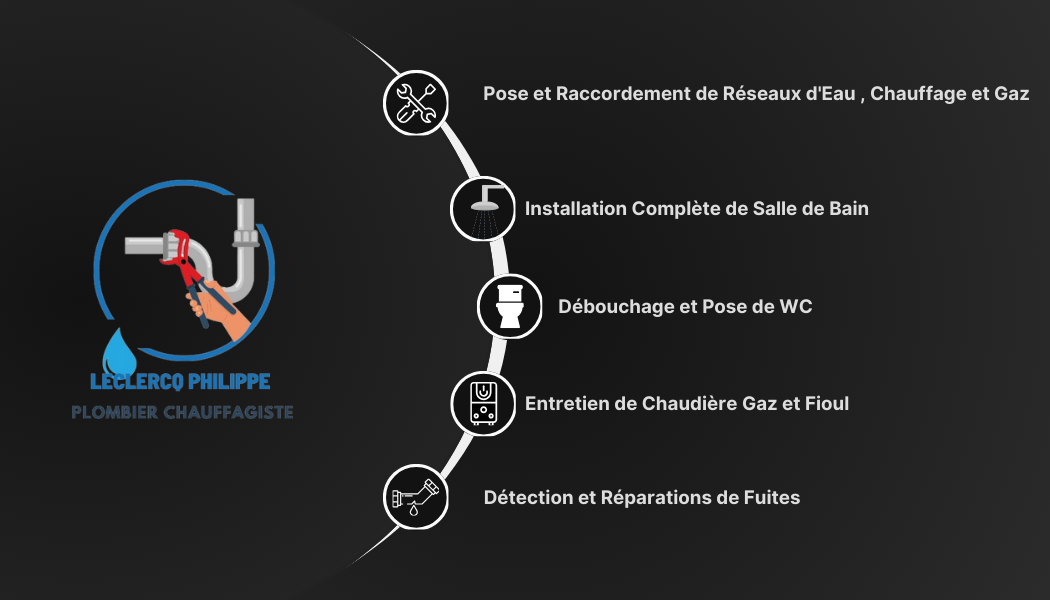 Pose et Raccordement de Réseaux d'Eau , Chauffage et Gaz
Installation Complète de Salle de Bain
Débouchage et Pose de WC
LECLERCQ PHILIPPE
PLOMBIER CHAUFFAGISTE
Entretien de Chaudière Gaz et Fioul
Détection et Réparations de Fuites